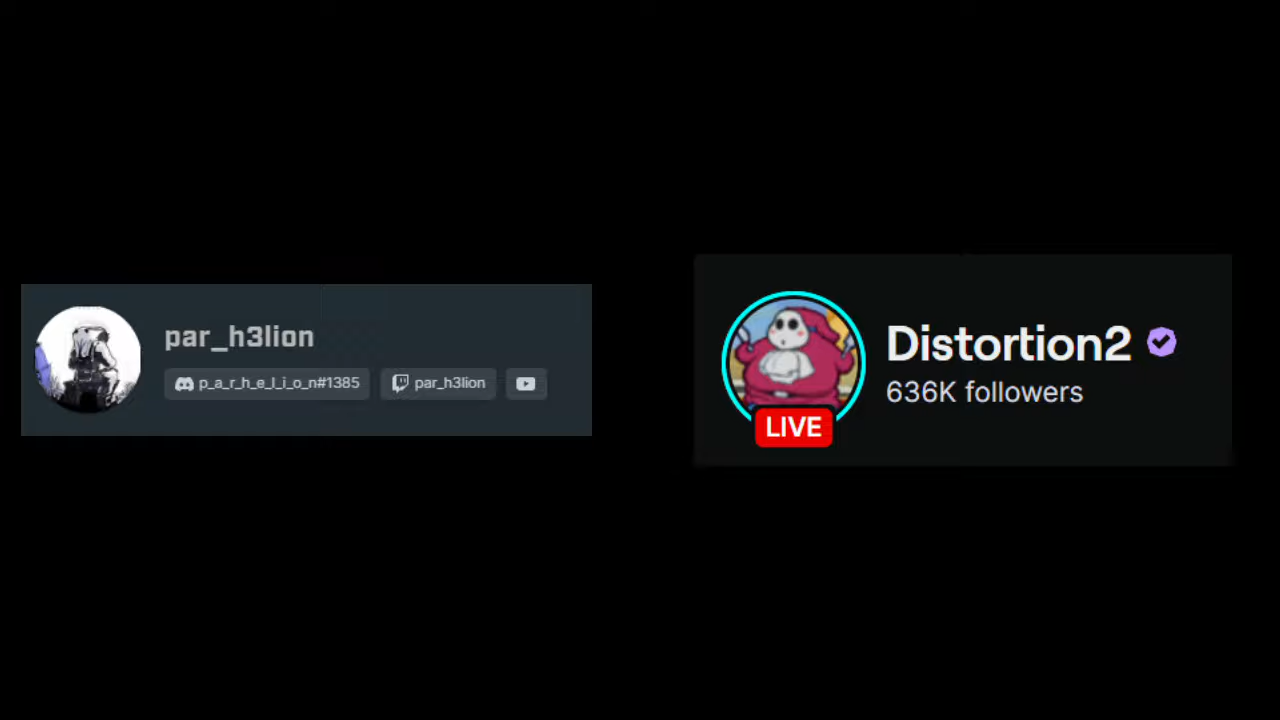 par_h3lion
p_a_r_h_e_l_i_o_n#1385 par_h3lion
Distortion2
636K followers
LIVE